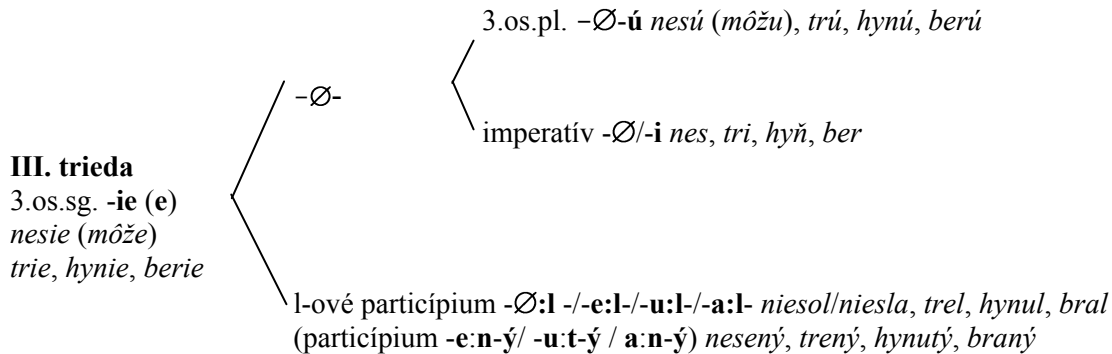 3.os.pl. -∅-ú nesú (môžu), trú, hynú, berú
-∅-
imperatív -∅/-i nes, tri, hyň, ber
III. trieda
3.os.sg. -ie (e)
nesie (môže)
trie, hynie, berie
l-ové particípium -∅:l -/-e:l-/-u:l-/-a:l- niesol/niesla, trel, hynul, bral
(particípium -e:n-ý/ -u:t-ý / a:n-ý) nesený, trený, hynutý, braný